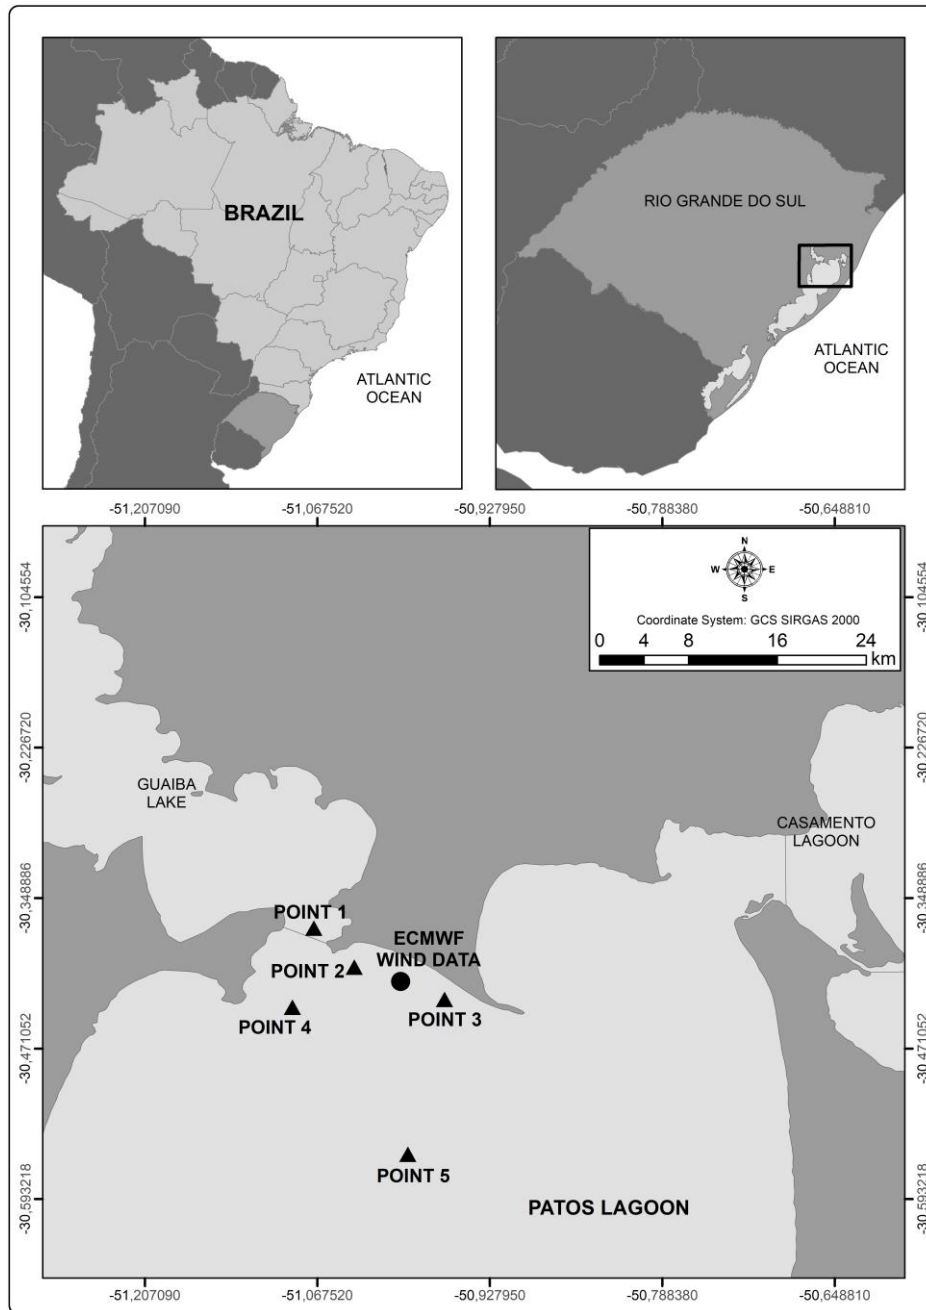 BRAZIL
ATLANTIC
OCEAN
RIO GRANDE DO SUL
ATLANTIC
OCEAN
-51,207090
-51,067520
-50,927950
-50,788380
-50,648810
N
W
E
S
Coordinate System: GCS SIRGAS 2000
0 4 8 16 24
km
-30,104554
-30,104554
-30,226720
-30,226720
GUAIBA
LAKE
CASAMENTO
LAGOON
-30,348886
-30,348886
POINT 1
ECMWF
WIND DATA
POINT 2
POINT 3
POINT 4
-30,471052
-30,471052
POINT 5
-30,593218
-30,593218
PATOS LAGOON
-51,207090
-51,067520
-50,927950
-50,788380
-50,648810